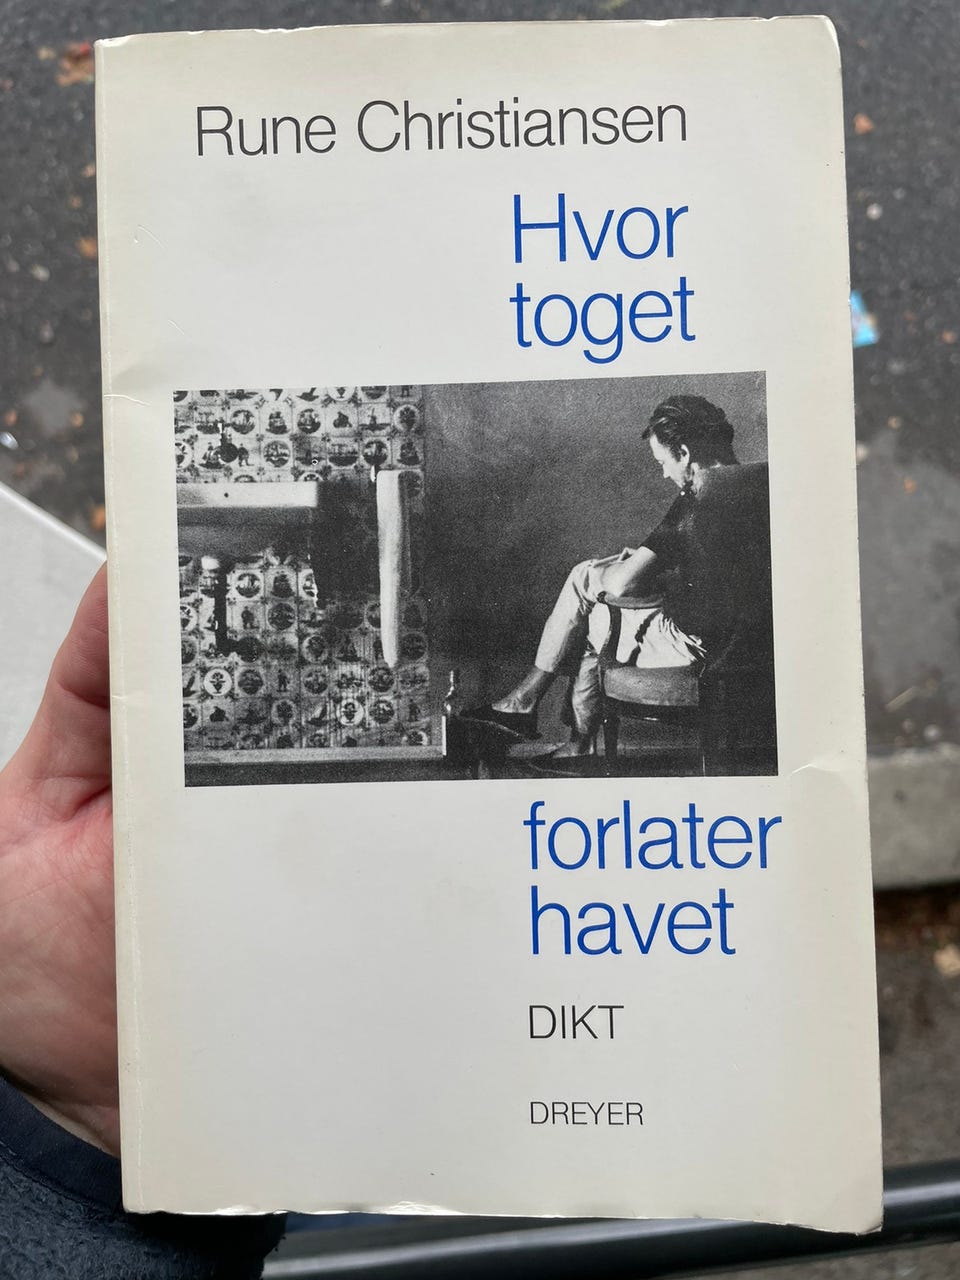 Rune Christiansen
Hvor
toget
forlater
havet
DIKT
DREYER